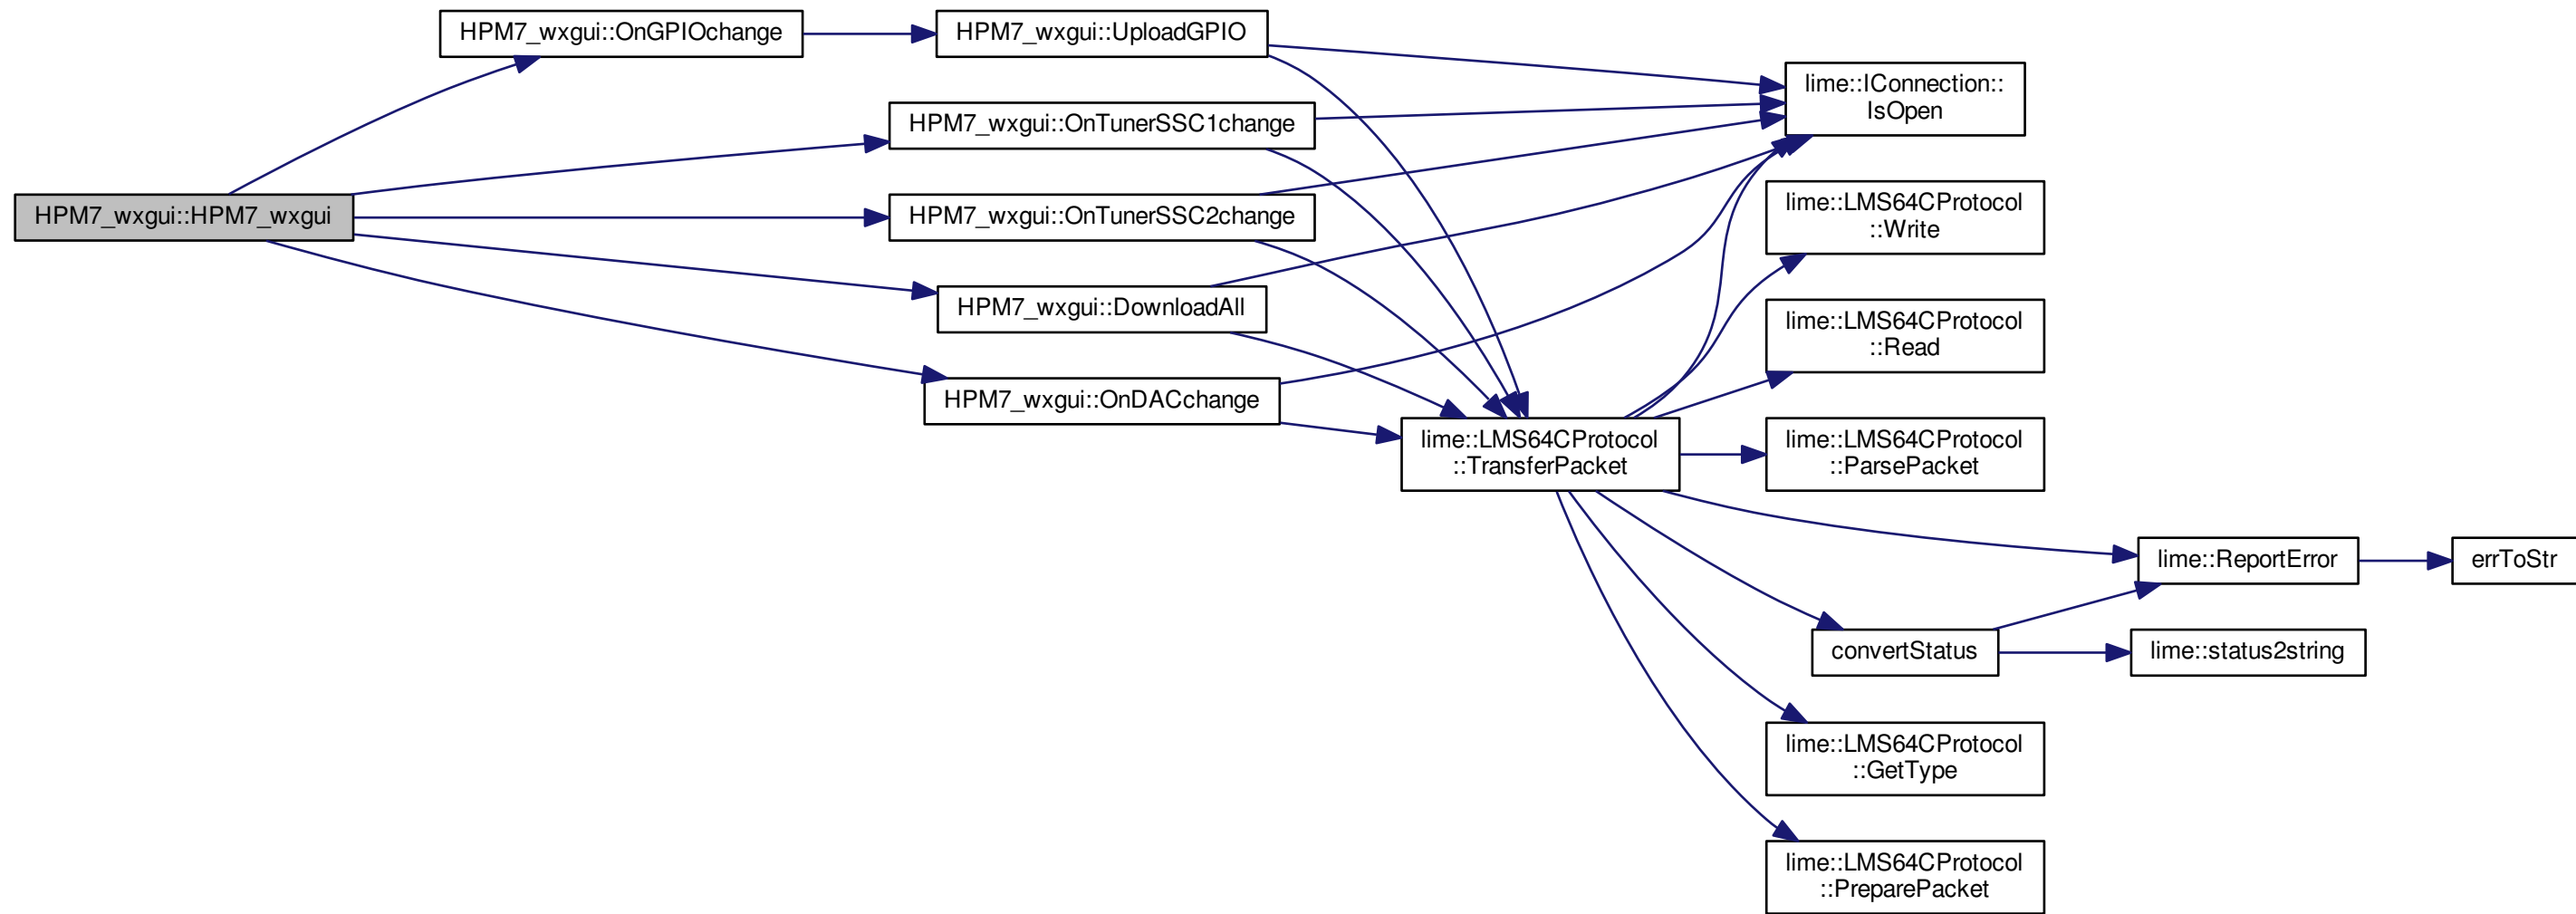 HPM7_wxgui::HPM7_wxgui
HPM7_wxgui::OnGPIOchange
HPM7_wxgui::UploadGPIO
HPM7_wxgui::OnTunerSSC1change
HPM7_wxgui::OnTunerSSC2change
HPM7_wxgui::DownloadAll
HPM7_wxgui::OnDACchange
lime::IConnection::
IsOpen
lime::LMS64CProtocol
::TransferPacket
lime::LMS64CProtocol
::Write
lime::LMS64CProtocol
::Read
lime::LMS64CProtocol
::ParsePacket
lime::ReportError
errToStr
convertStatus
lime::status2string
lime::LMS64CProtocol
::GetType
lime::LMS64CProtocol
::PreparePacket